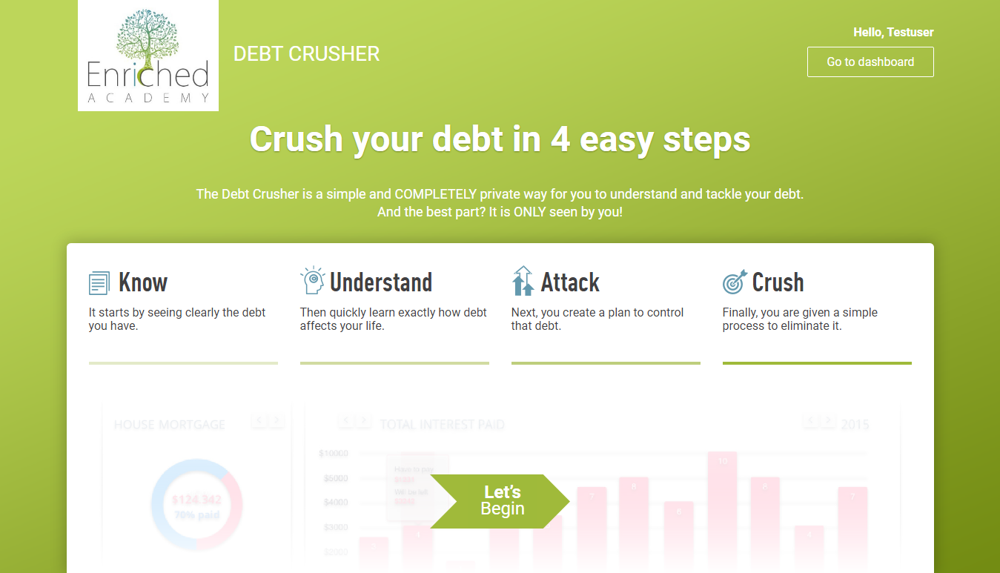 Enriched
ACADEMY
DEBT CRUSHER
Hello, Testuser
Go to dashboard
Crush your debt in 4 easy steps
The Debt Crusher is a simple and COMPLETELY private way for you to understand and tackle your debt.
And the best part? It is ONLY seen by you!
Know
It starts by seeing clearly the debt
you have.
Understand
Then quickly learn exactly how debt
affects your life.
Attack
Next, you create a plan to control
that debt.
Crush
Finally, you are given a simple
process to eliminate it.
HOUSE MORTGAGE
$124 342
70% paid
TOTAL INTEREST PAID
2015
$10000
$5000
$4000
$3000
$2000
Have to pay
Will be left
Let's
Begin
4
7
8
6
10
8
4
7